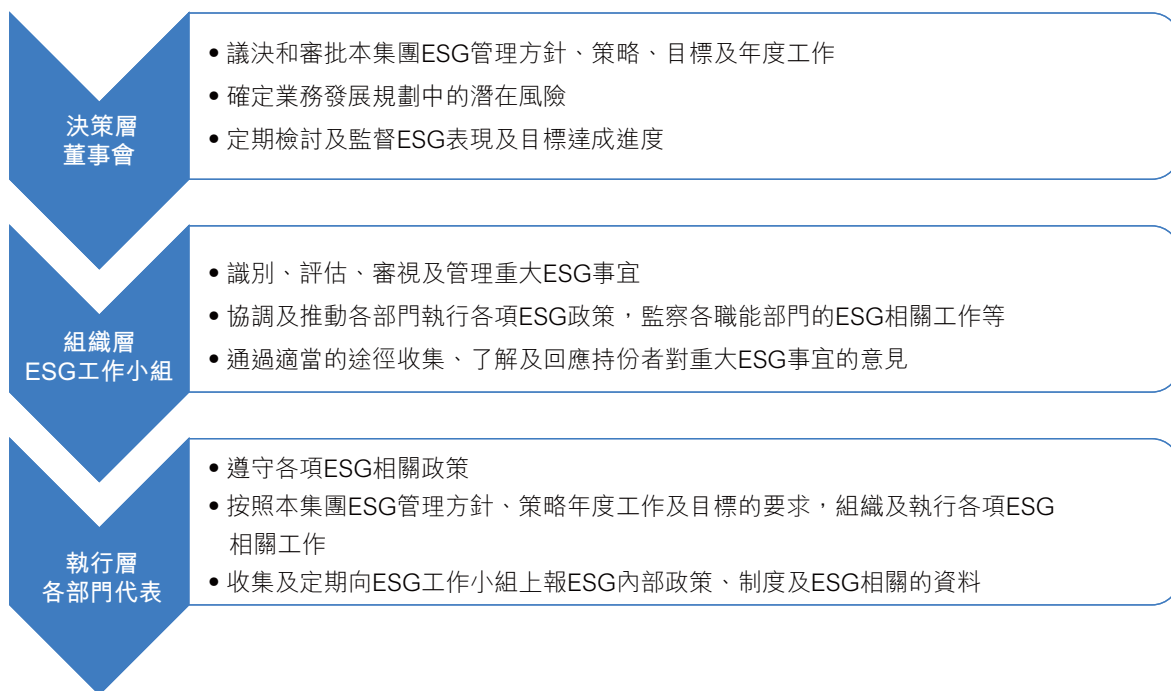 決策層
董事會
• 議決和審批本集團ESG管理方針、策略、目標及年度工作
• 確定業務發展規劃中的潛在風險
• 定期檢討及監督ESG表現及目標達成進度
組織層
ESG工作小組
• 識別、評估、審視及管理重大ESG事宜
• 協調及推動各部門執行各項ESG政策，監察各職能部門的ESG相關工作等
• 通過適當的途徑收集、了解及回應持份者對重大ESG事宜的意見
執行層
各部門代表
• 遵守各項ESG相關政策
• 按照本集團ESG管理方針、策略年度工作及目標的要求，組織及執行各項ESG
相關工作
• 收集及定期向ESG工作小組上報ESG內部政策、制度及ESG相關的資料